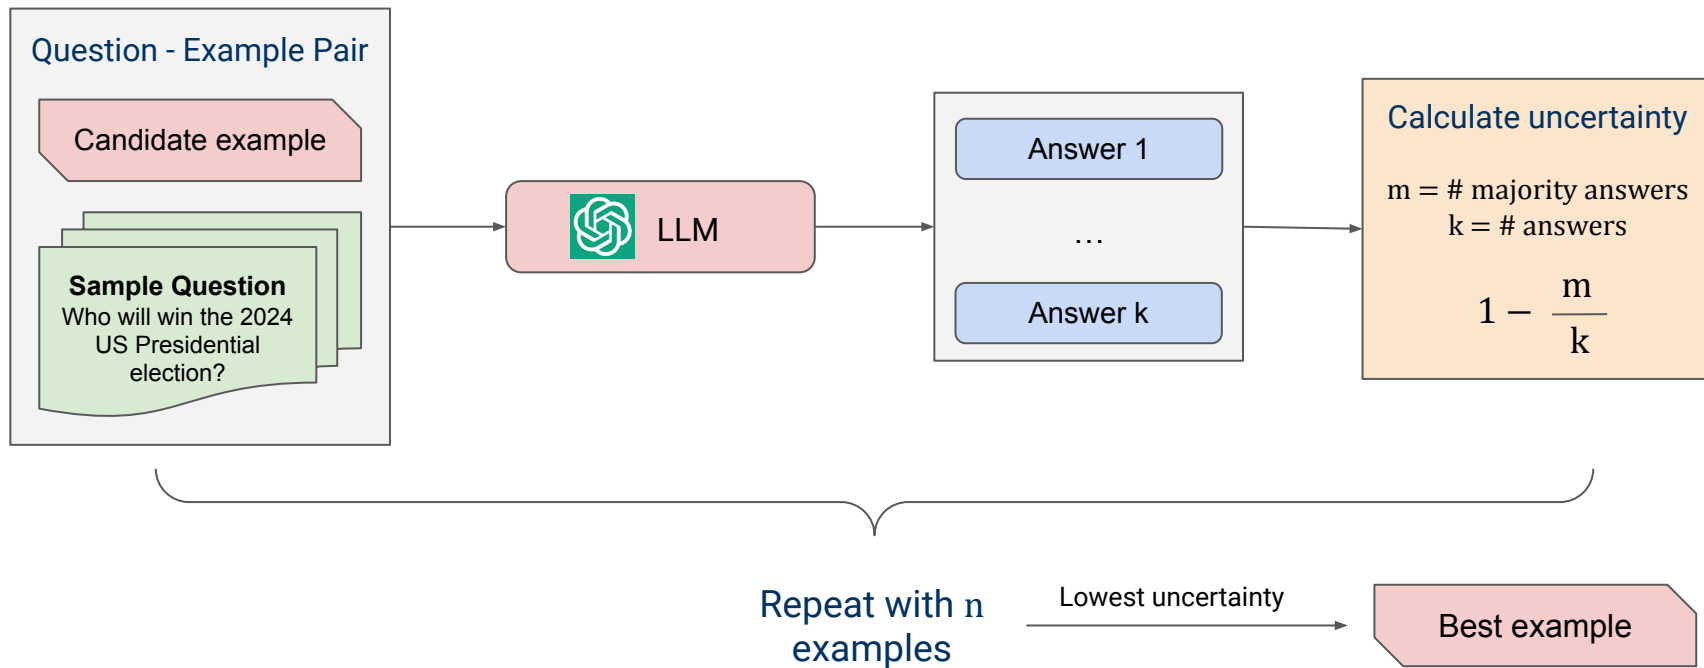 Question - Example Pair
Candidate example
Sample Question
Who will win the 2024
US Presidential
election?
LLM
Answer 1
...
Answer k
Calculate uncertainty
m = # majority answers
k = # answers
1 − m/k
Repeat with n
examples
Lowest uncertainty
Best example